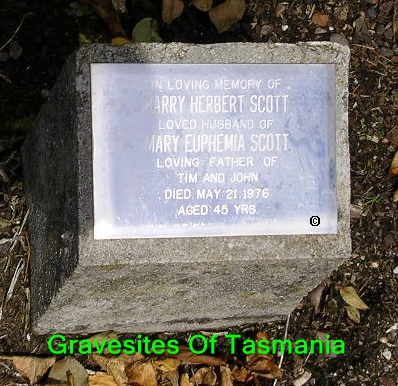 IN LOVING MEMORY OF
HARRY HERBERT SCOTT
LOVED HUSBAND OF
MARY EUPHEMIA SCOTT
LOVING FATHER OF
TIM AND JOHN
DIED MAY 21.1976
AGED 45 YRS.
©
Gravesites Of Tasmania